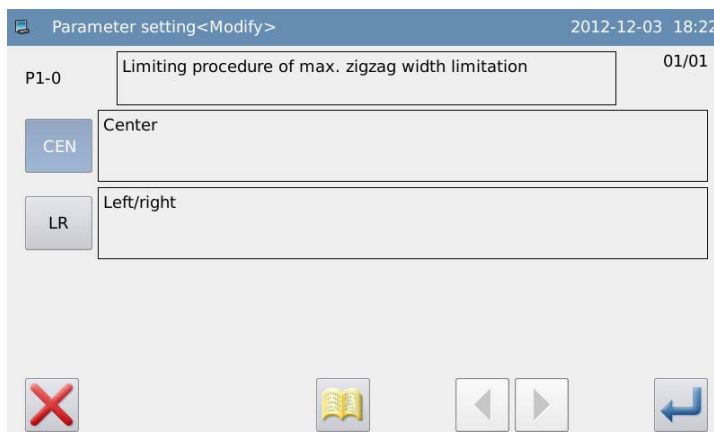 Parameter setting<Modify> 2012-12-03 18:22
P1-0 Limiting procedure of max. zigzag width limitation 01/01
CEN Center
LR Left/right